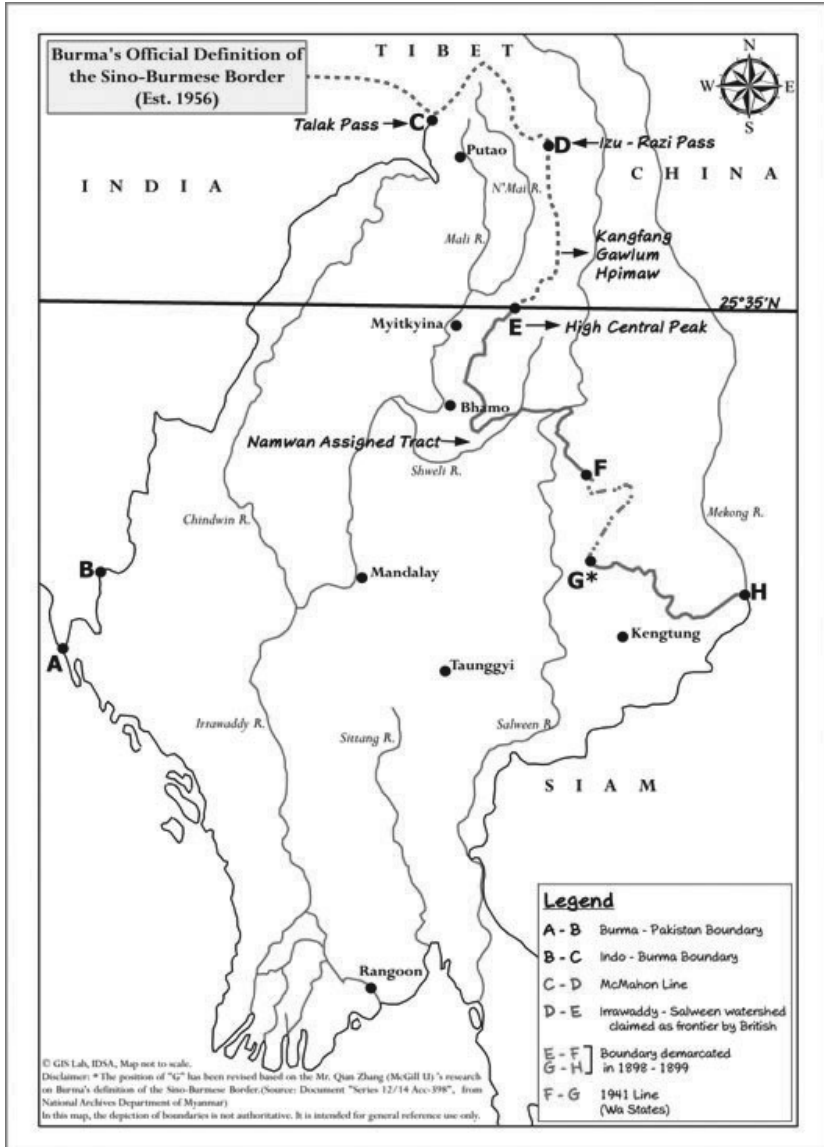 Burma's Official Definition of
the Sino-Burmese Border
(Est. 1956)
T I B E T
N
W E
S
Talak Pass
C
D
Izu - Razi Pass
Putao
I N D I A
C H I N A
N'Mai R.
Mali R.
Kangfang
Gawlum
Hpimaw
25°35'N
Myitkyina
E
High Central Peak
Bhamo
Namwan Assigned Tract
Shweli R.
F
Chindwin R.
Mekong R.
B
Mandalay
G*
H
Kengtung
A
Taunggyi
Irrawaddy R.
Sittang R.
Salween R.
S I A M
Rangoon
Legend
A - B Burma - Pakistan Boundary
B - C Indo - Burma Boundary
C - D McMahon Line
D - E Irrawaddy - Salween watershed
claimed as frontier by British
E - F Boundary demarcated
G - H in 1898 - 1899
F - G 1941 Line
(Wa States)
© GIS Lab, IDSA, Map not to scale.
Disclaimer: * The position of "G" has been revised based on the Mr. Qian Zhang (McGill U) 's research
on Burma's definition of the Sino-Burmese Border.(Source: Document "Series 12/14 Acc-398", from
National Archives Department of Myanmar)
In this map, the depiction of boundaries is not authoritative. It is intended for general reference use only.